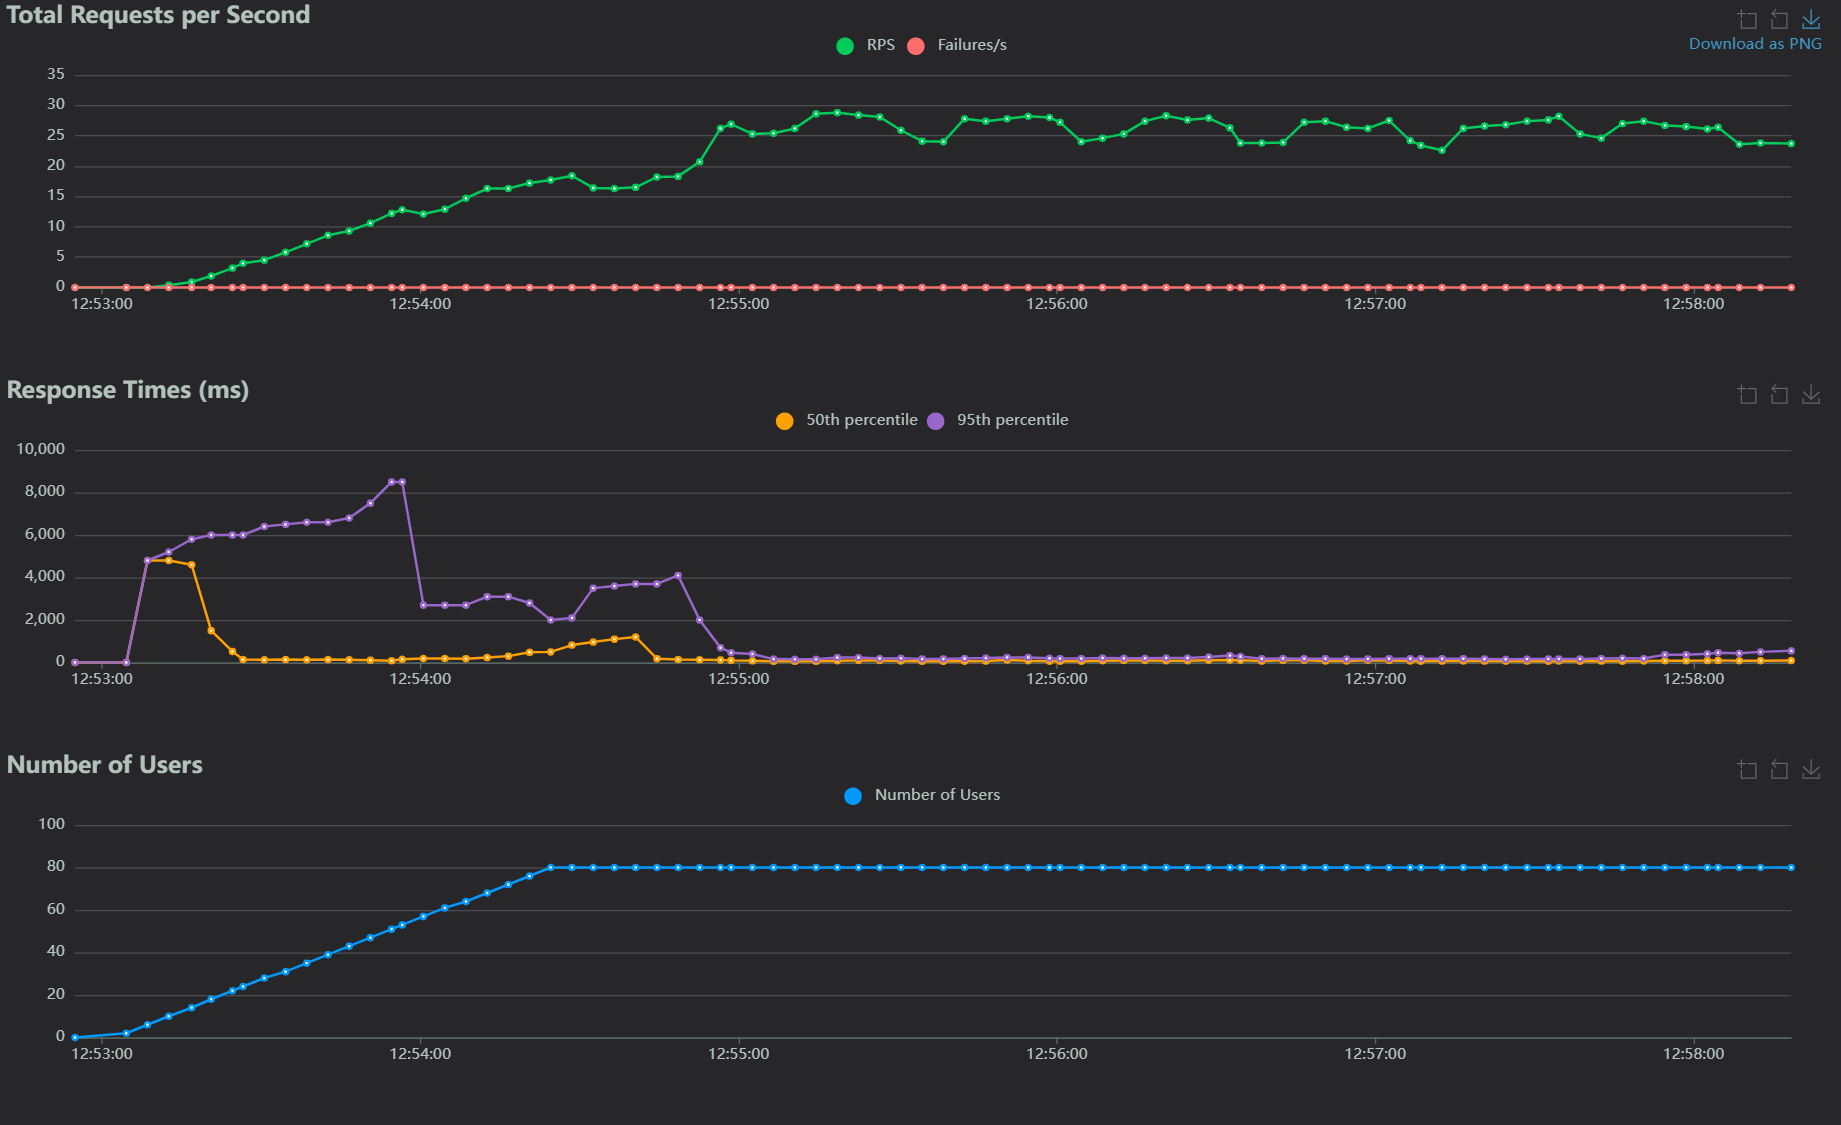 Total Requests per Second
Download as PNG
RPS Failures/s
35
30
25
20
15
10
5
0
12:53:00 12:54:00 12:55:00 12:56:00 12:57:00 12:58:00
Response Times (ms)
50th percentile 95th percentile
10,000
8,000
6,000
4,000
2,000
0
12:53:00 12:54:00 12:55:00 12:56:00 12:57:00 12:58:00
Number of Users
Number of Users
100
80
60
40
20
0
12:53:00 12:54:00 12:55:00 12:56:00 12:57:00 12:58:00